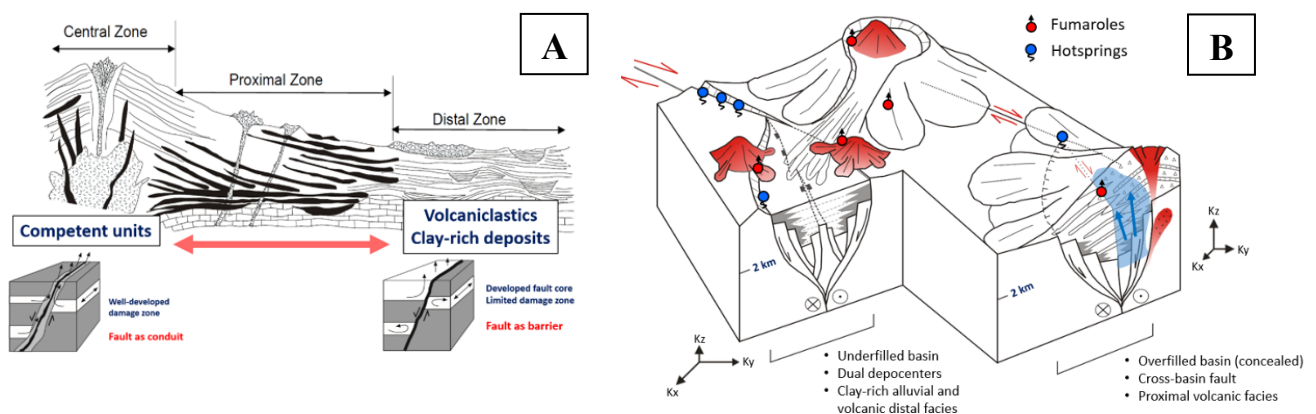 A
Central Zone
Proximal Zone
Distal Zone
Competent units
Volcaniclastics
Clay-rich deposits
Well-developed
damage zone
Fault as conduit
Developed fault core
Limited damage zone
Fault as barrier
B
Fumaroles
Hotsprings
2 km
2 km
Kz
Ky
Kx
Kz
Ky
Kx
• Underfilled basin
• Dual depocenters
• Clay-rich alluvial and
volcanic distal facies
• Overfilled basin (concealed)
• Cross-basin fault
• Proximal volcanic facies